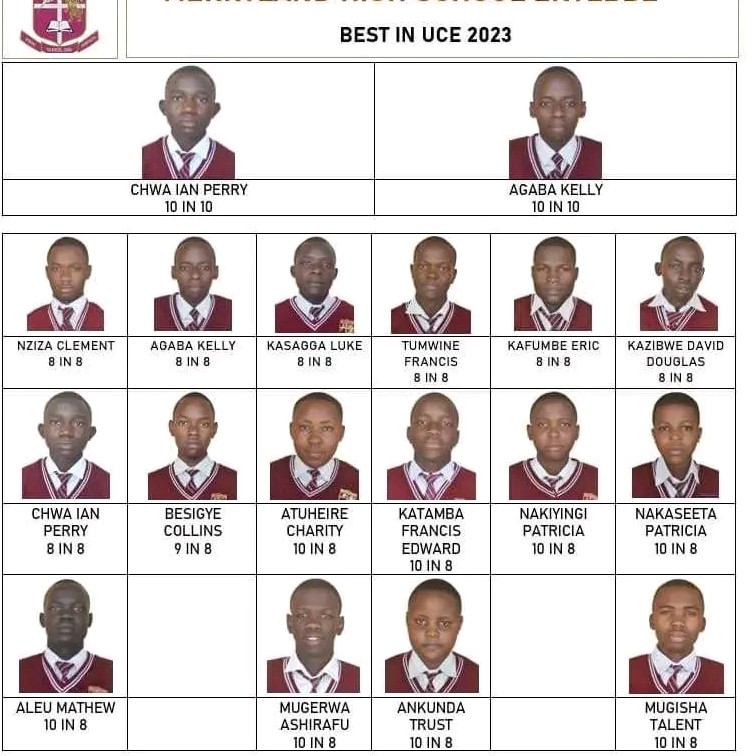 MERRYLAND HIGH SCHOOL ENTEBBE
BEST IN UCE 2023
CHWA IAN PERRY
10 IN 10
AGABA KELLY
10 IN 10
NZIZA CLEMENT
8 IN 8
AGABA KELLY
8 IN 8
KASAGGA LUKE
8 IN 8
TUMWINE
FRANCIS
8 IN 8
KAFUMBE ERIC
8 IN 8
KAZIBWE DAVID
DOUGLAS
8 IN 8
CHWA IAN
PERRY
8 IN 8
BESIGYE
COLLINS
9 IN 8
ATUHEIRE
CHARITY
10 IN 8
KATAMBA
FRANCIS
EDWARD
10 IN 8
NAKIYINGI
PATRICIA
10 IN 8
NAKASEETA
PATRICIA
10 IN 8
ALEU MATHEW
10 IN 8
MUGERWA
ASHIRAFU
10 IN 8
ANKUNDA
TRUST
10 IN 8
MUGISHA
TALENT
10 IN 8